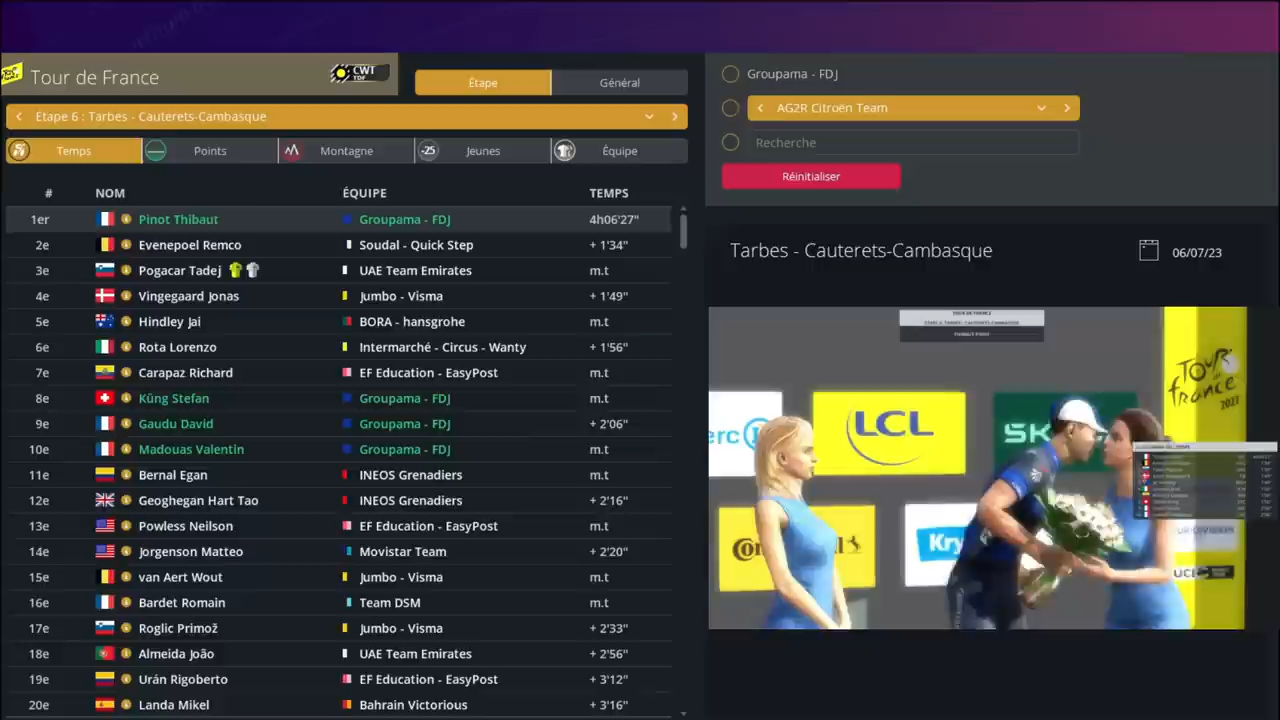 Tour de France
CWT
TDF
Étape
Général
Étape 6 : Tarbes - Cauterets-Cambasque
Temps
Points
Montagne
-25
Jeunes
Équipe
# NOM ÉQUIPE TEMPS
1er Pinot Thibaut Groupama - FDJ 4h06'27''
2e Evenepoel Remco Soudal - Quick Step + 1'34''
3e Pogacar Tadej UAE Team Emirates m.t
4e Vingegaard Jonas Jumbo - Visma + 1'49''
5e Hindley Jai BORA - hansgrohe m.t
6e Rota Lorenzo Intermarché - Circus - Wanty + 1'56''
7e Carapaz Richard EF Education - EasyPost m.t
8e Küng Stefan Groupama - FDJ m.t
9e Gaudu David Groupama - FDJ + 2'06''
10e Madouas Valentin Groupama - FDJ m.t
11e Bernal Egan INEOS Grenadiers m.t
12e Geoghegan Hart Tao INEOS Grenadiers + 2'16''
13e Powless Neilson EF Education - EasyPost m.t
14e Jorgenson Matteo Movistar Team + 2'20''
15e van Aert Wout Jumbo - Visma m.t
16e Bardet Romain Team DSM m.t
17e Roglic Primož Jumbo - Visma + 2'33''
18e Almeida João UAE Team Emirates + 2'56''
19e Urán Rigoberto EF Education - EasyPost + 3'12''
20e Landa Mikel Bahrain Victorious + 3'16''
Groupama - FDJ
AG2R Citroën Team
Recherche
Réinitialiser
Tarbes - Cauterets-Cambasque
06/07/23
TOUR DE FRANCE
LCL
SK
TOUR
france
2023
Kry
UCE